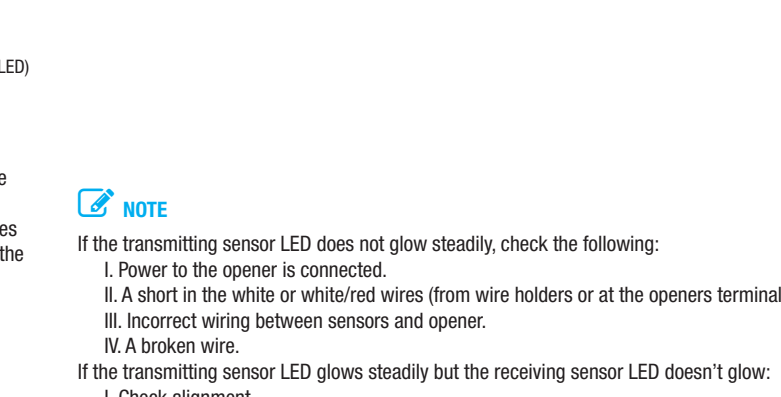 LED)
e
es
the
NOTE
If the transmitting sensor LED does not glow steadily, check the following:
I. Power to the opener is connected.
II. A short in the white or white/red wires (from wire holders or at the openers terminal
III. Incorrect wiring between sensors and opener.
IV. A broken wire.
If the transmitting sensor LED glows steadily but the receiving sensor LED doesn’t glow:
I. Check alignment